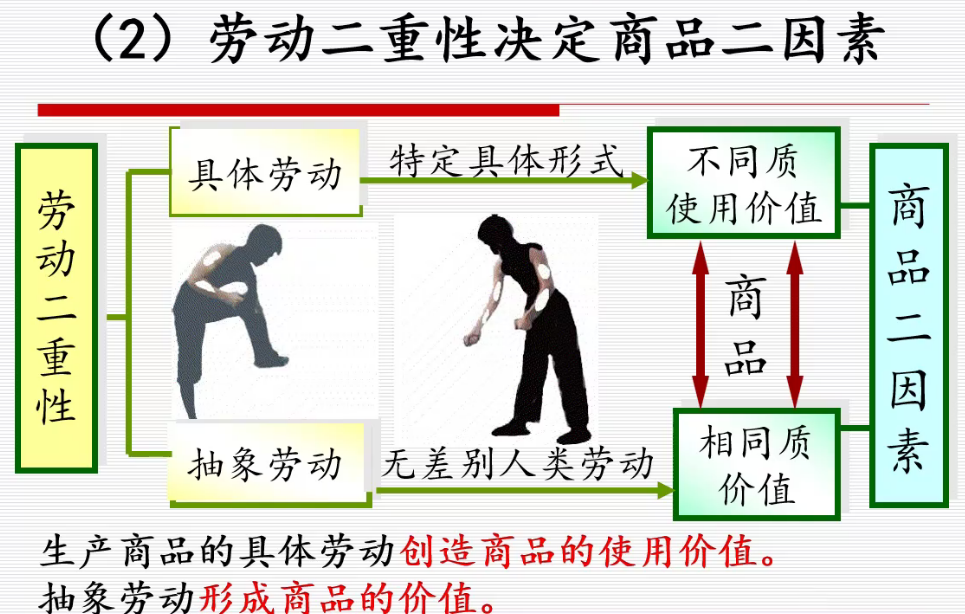 （2）劳动二重性决定商品二因素
劳动二重性
具体劳动
特定具体形式
不同质
使用价值
商品二因素
商品
抽象劳动
无差别人类劳动
相同质
价值
生产商品的具体劳动创造商品的使用价值。
抽象劳动形成商品的价值。